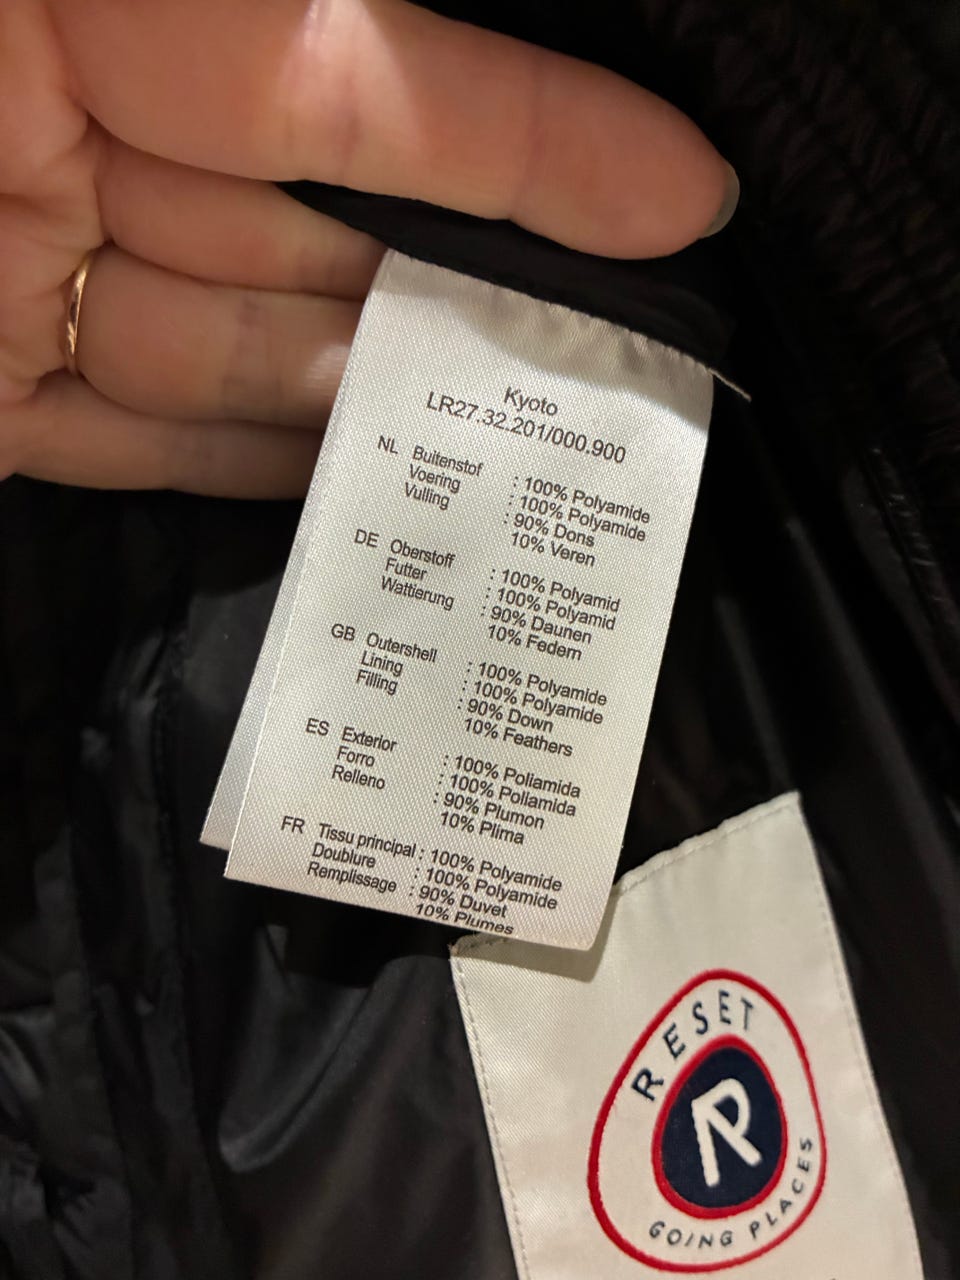 Kyoto
LR27.32.201/000.900
NL Buitenstof : 100% Polyamide
Voering : 100% Polyamide
Vulling : 90% Dons
10% Veren
DE Oberstoff : 100% Polyamid
Futter : 100% Polyamid
Wattierung : 90% Daunen
10% Federn
GB Outershell : 100% Polyamide
Lining : 100% Polyamide
Filling : 90% Down
10% Feathers
ES Exterior : 100% Poliamida
Forro : 100% Poliamida
Relleno : 90% Plumon
10% Plima
FR Tissu principal : 100% Polyamide
Doublure : 100% Polyamide
Remplissage : 90% Duvet
10% Plumes
RESET
R
GOING PLACES